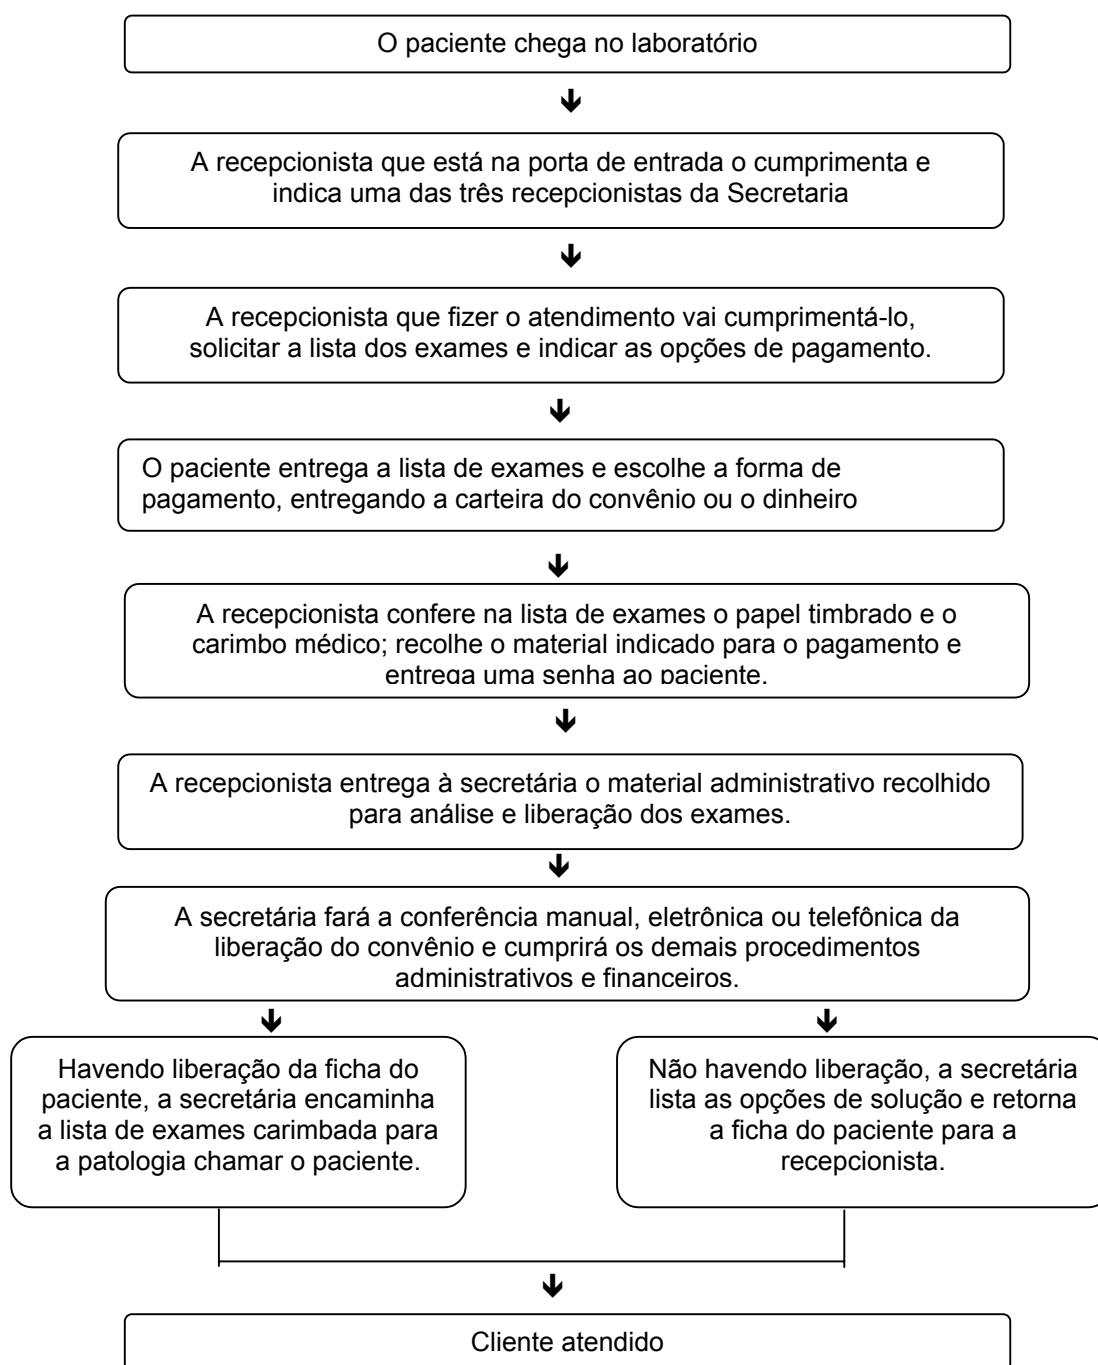 O paciente chega no laboratório
A recepcionista que está na porta de entrada o cumprimenta e
indica uma das três recepcionistas da Secretaria
A recepcionista que fizer o atendimento vai cumprimentá-lo,
solicitar a lista dos exames e indicar as opções de pagamento.
O paciente entrega a lista de exames e escolhe a forma de
pagamento, entregando a carteira do convênio ou o dinheiro
A recepcionista confere na lista de exames o papel timbrado e o
carimbo médico; recolhe o material indicado para o pagamento e
entrega uma senha ao paciente.
A recepcionista entrega à secretária o material administrativo recolhido
para análise e liberação dos exames.
A secretária fará a conferência manual, eletrônica ou telefônica da
liberação do convênio e cumprirá os demais procedimentos
administrativos e financeiros.
Havendo liberação da ficha do
paciente, a secretária encaminha
a lista de exames carimbada para
a patologia chamar o paciente.
Não havendo liberação, a secretária
lista as opções de solução e retorna
a ficha do paciente para a
recepcionista.
Cliente atendido